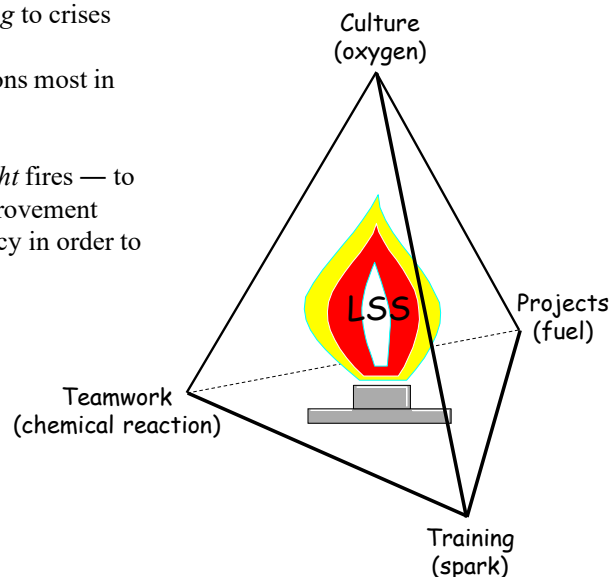 g to crises
ons most in
ht fires — to
rovement
cy in order to
Culture
(oxygen)
LSS
Projects
(fuel)
Teamwork
(chemical reaction)
Training
(spark)